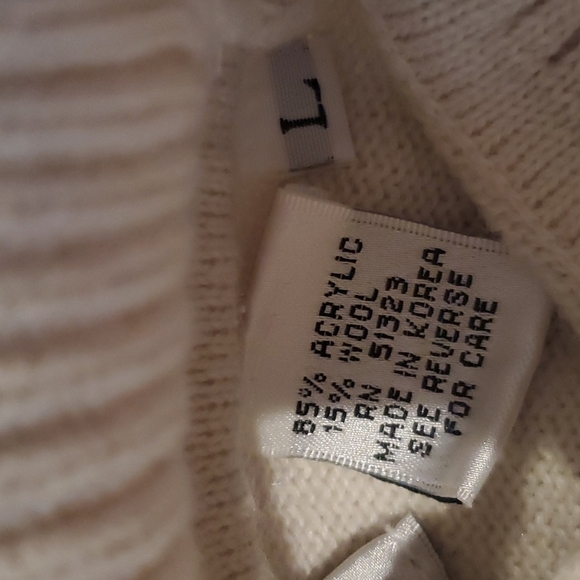 L
85% ACRYLIC
15% WOOL
RN 51323
MADE IN KOREA
SEE REVERSE
FOR CARE